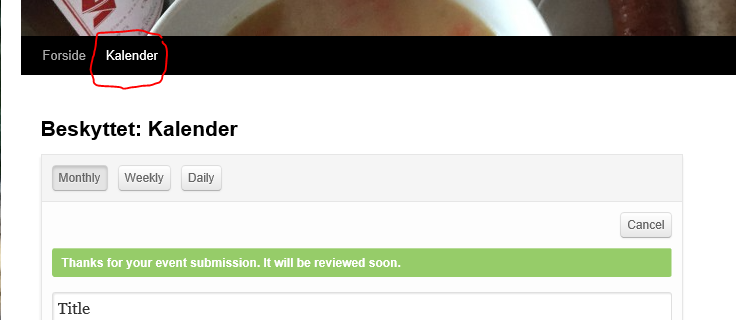 Forside Kalender
Beskyttet: Kalender
Monthly Weekly Daily
Cancel
Thanks for your event submission. It will be reviewed soon.
Title